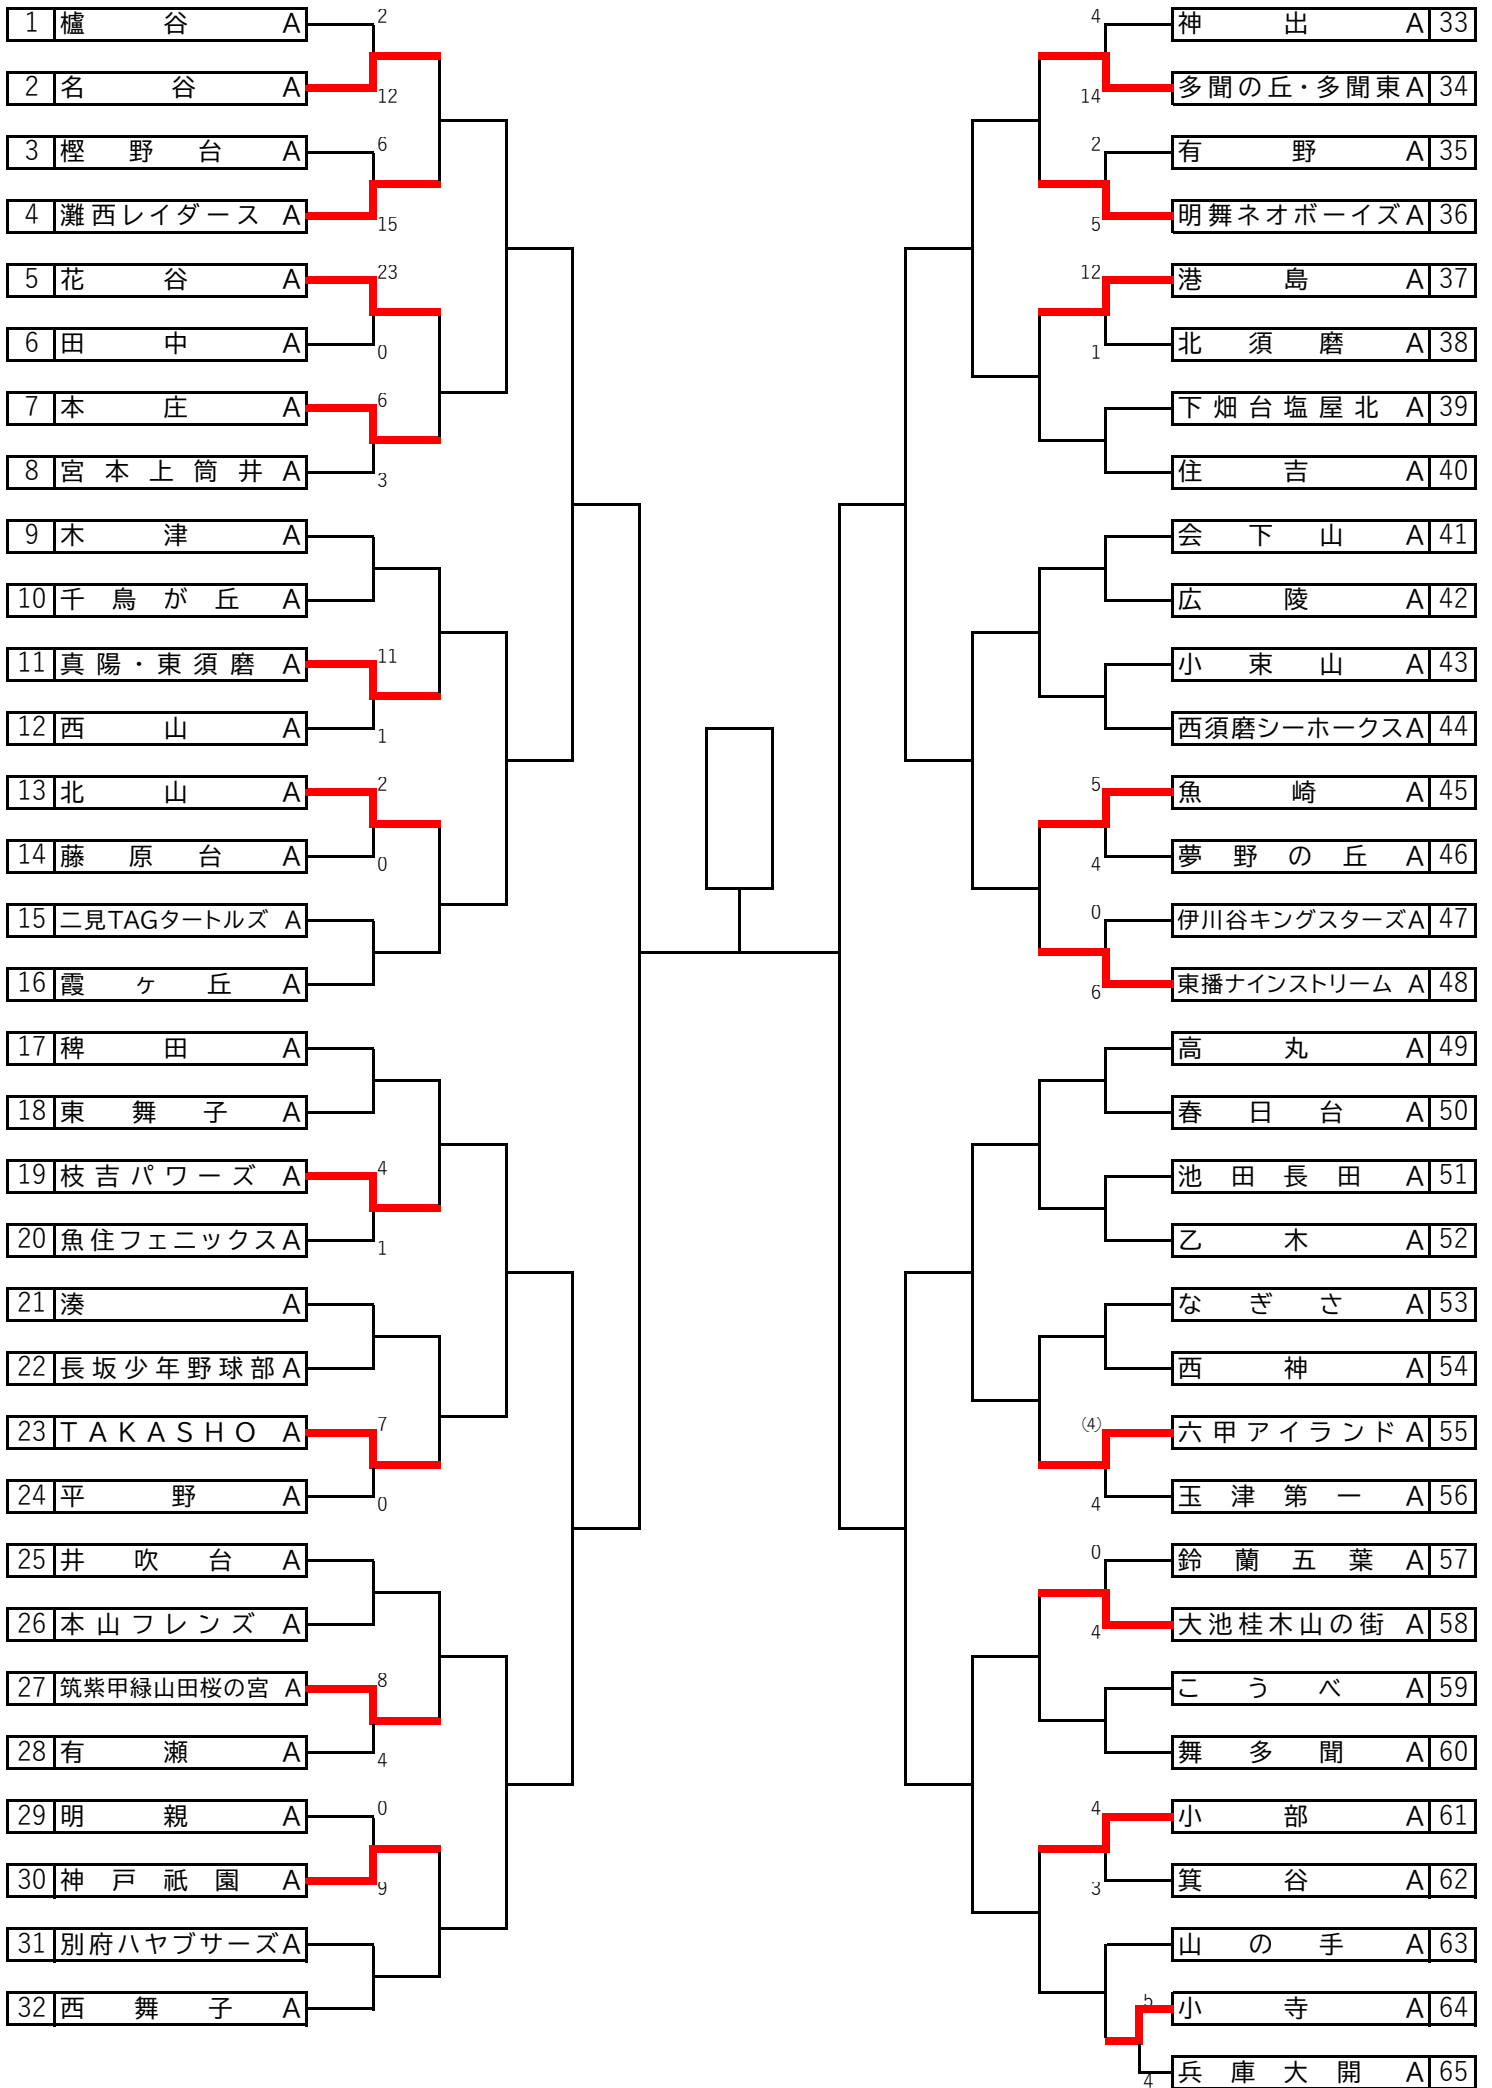 1 櫨谷 A 2
2 名谷 A 12
3 樫野台 A 6
4 灘西レイダース A 15
5 花谷 A 23
6 田中 A 0
7 本庄 A 6
8 宮本上筒井 A 3
9 木津 A
10 千鳥が丘 A
11 真陽・東須磨 A 11
12 西山 A 1
13 北山 A 2
14 藤原台 A 0
15 二見TAGタートルズ A
16 霞ヶ丘 A
17 稗田 A
18 東舞子 A
19 枝吉パワーズ A 4
20 魚住フェニックス A 1
21 湊 A
22 長坂少年野球部 A
23 TAKASHO A 7
24 平野 A 0
25 井吹台 A
26 本山フレンズ A
27 筑紫甲緑山田桜の宮 A 8
28 有瀬 A 4
29 明親 A 0
30 神戸祇園 A 9
31 別府ハヤブサーズ A
32 西舞子 A
4 神出 A 33
14 多聞の丘・多聞東 A 34
2 有野 A 35
5 明舞ネオボーイズ A 36
12 港島 A 37
1 北須磨 A 38
下畑台塩屋北 A 39
住吉 A 40
会下山 A 41
広陵 A 42
小束山 A 43
西須磨シーホークス A 44
5 魚崎 A 45
4 夢野の丘 A 46
0 伊川谷キングスターズ A 47
6 東播ナインストリーム A 48
高丸 A 49
春日台 A 50
池田長田 A 51
乙木 A 52
なぎさ A 53
西神 A 54
(4) 六甲アイランド A 55
4 玉津第一 A 56
0 鈴蘭五葉 A 57
4 大池桂木山の街 A 58
こうべ A 59
舞多聞 A 60
4 小部 A 61
3 箕谷 A 62
山の手 A 63
5 小寺 A 64
4 兵庫大開 A 65